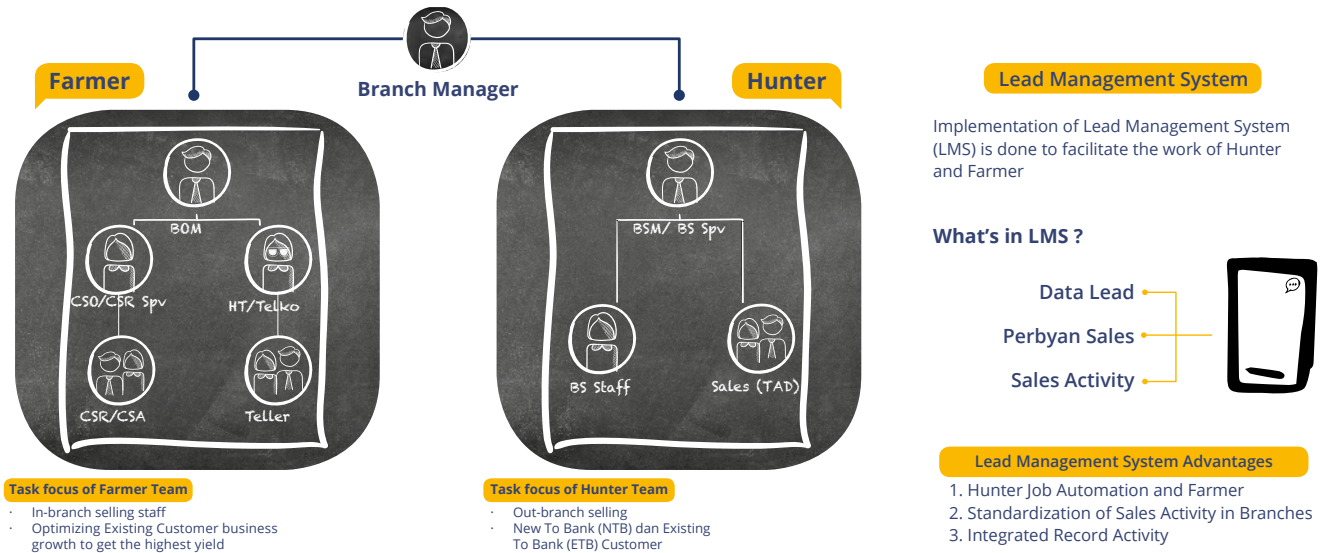 Branch Manager
Farmer
BOM
CSO/CSR Spv
HT/Telko
CSR/CSA
Teller
Task focus of Farmer Team
· In-branch selling staff
· Optimizing Existing Customer business
growth to get the highest yield
Hunter
BSM/ BS Spv
BS Staff
Sales (TAD)
Task focus of Hunter Team
· Out-branch selling
· New To Bank (NTB) dan Existing
To Bank (ETB) Customer
Lead Management System
Implementation of Lead Management System
(LMS) is done to facilitate the work of Hunter
and Farmer
What's in LMS ?
Data Lead
Perbyan Sales
Sales Activity
Lead Management System Advantages
1. Hunter Job Automation and Farmer
2. Standardization of Sales Activity in Branches
3. Integrated Record Activity